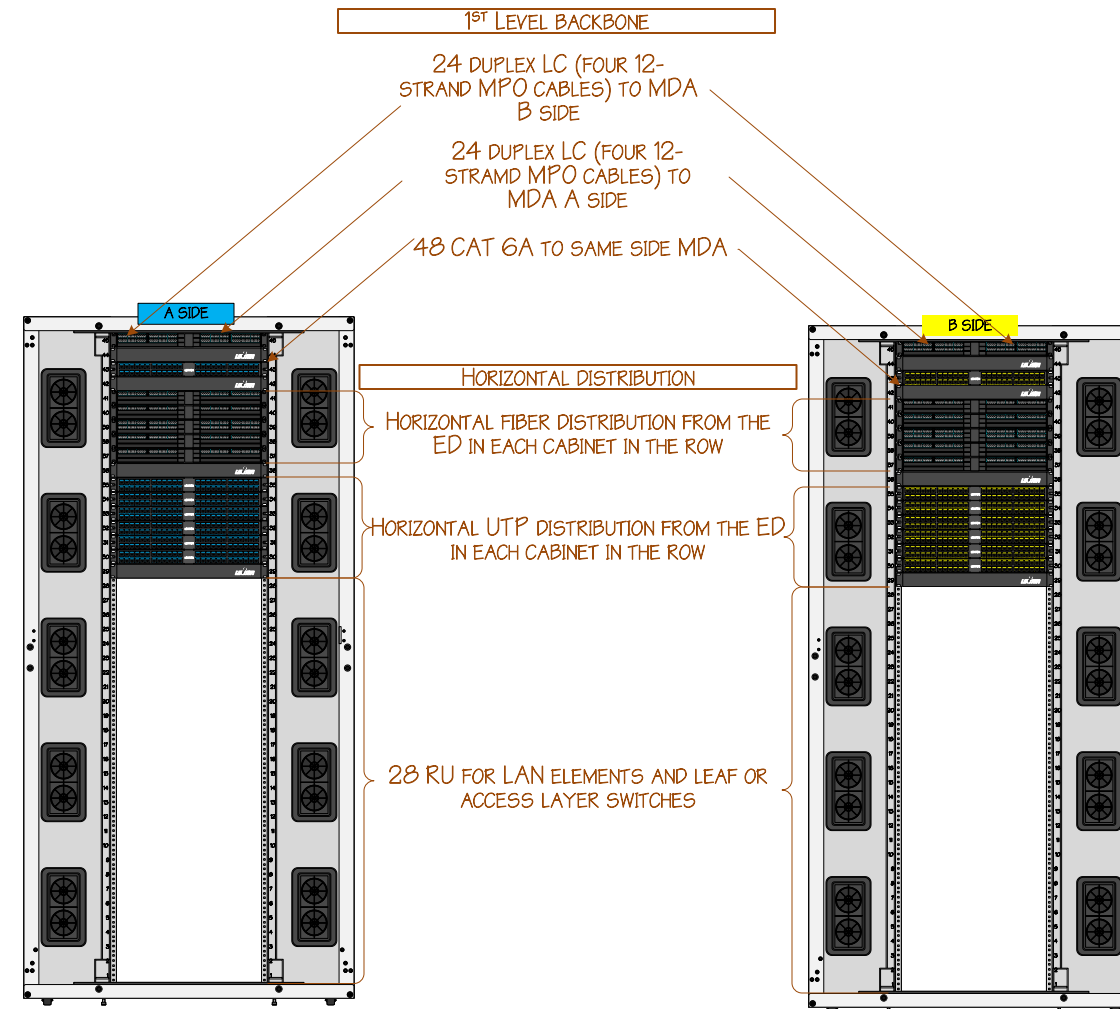 1ST LEVEL BACKBONE
24 DUPLEX LC (FOUR 12-
STRAND MPO CABLES) TO MDA
B SIDE
24 DUPLEX LC (FOUR 12-
STRAMD MPO CABLES) TO
MDA A SIDE
48 CAT 6A TO SAME SIDE MDA
A SIDE
B SIDE
HORIZONTAL DISTRIBUTION
HORIZONTAL FIBER DISTRIBUTION FROM THE
ED IN EACH CABINET IN THE ROW
HORIZONTAL UTP DISTRIBUTION FROM THE ED
IN EACH CABINET IN THE ROW
28 RU FOR LAN ELEMENTS AND LEAF OR
ACCESS LAYER SWITCHES